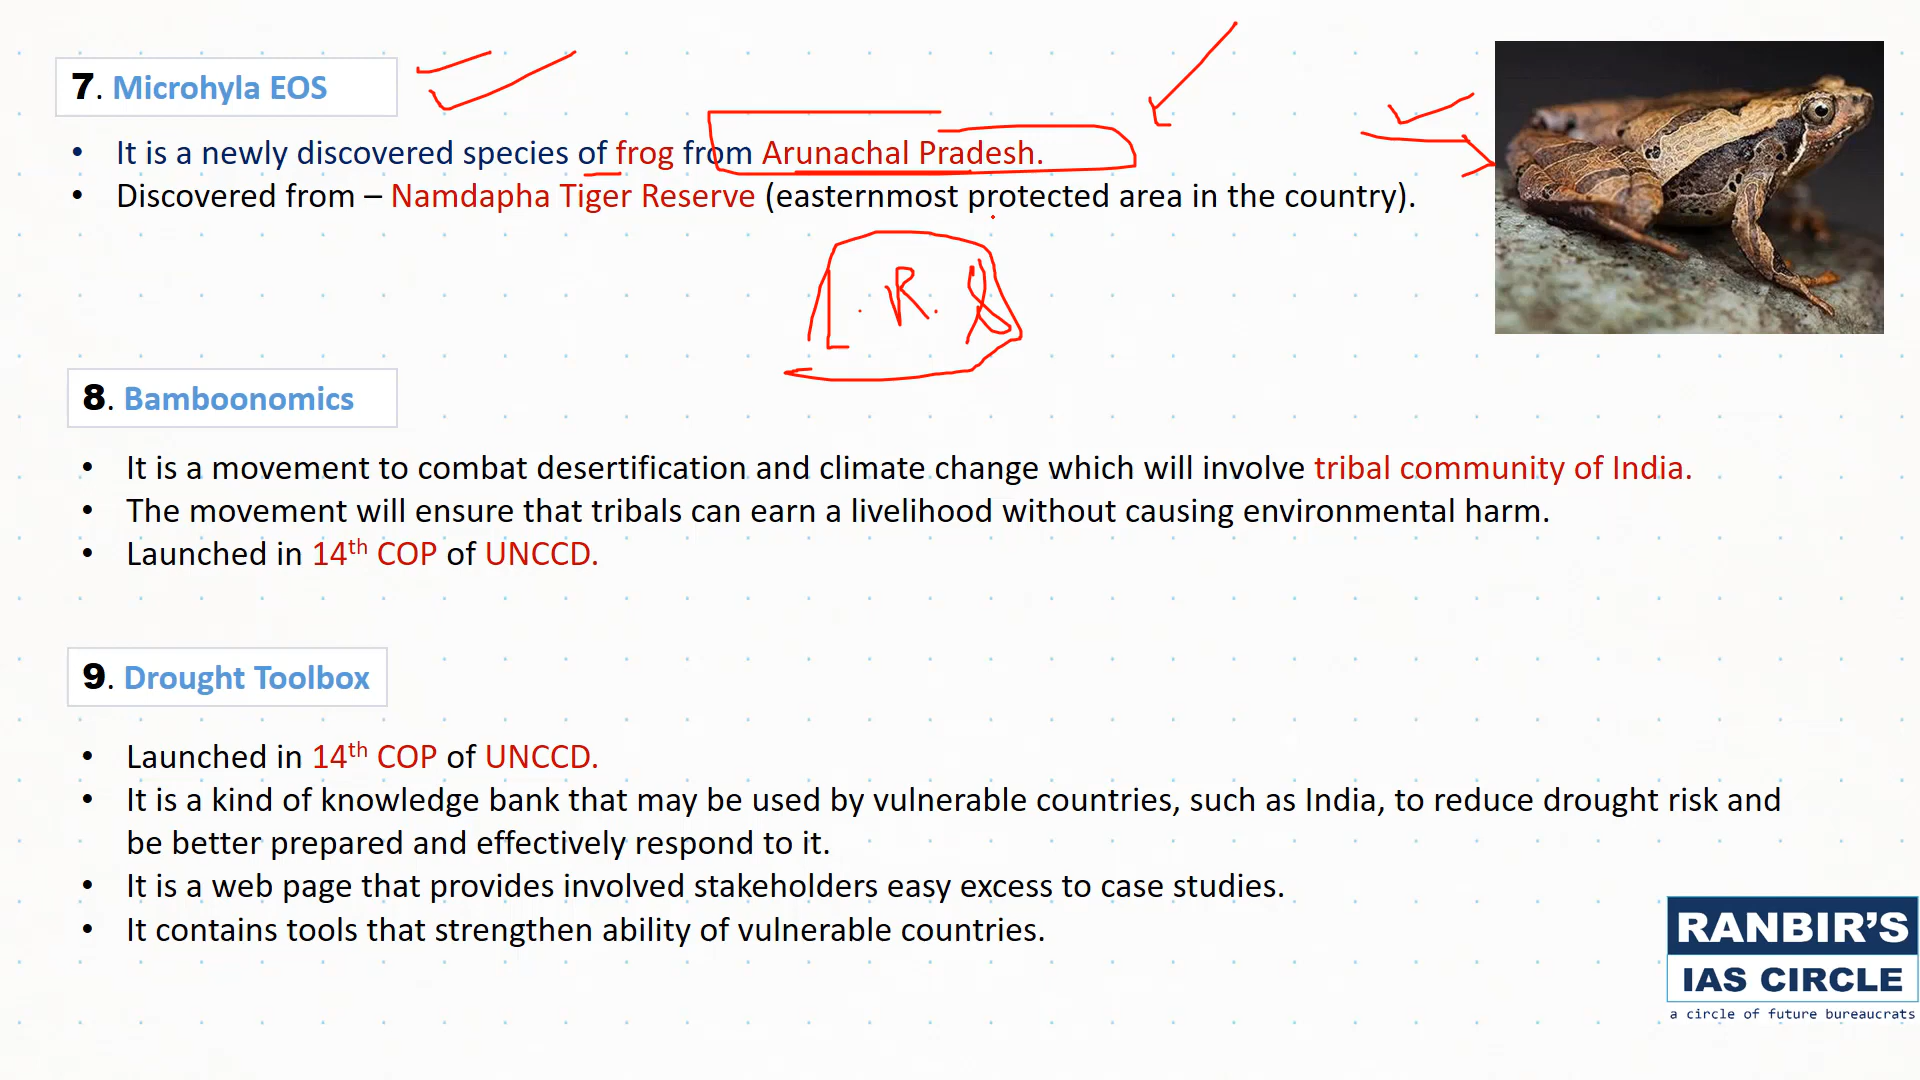 7. Microhyla EOS
• It is a newly discovered species of frog from Arunachal Pradesh.
• Discovered from – Namdapha Tiger Reserve (easternmost protected area in the country).
8. Bamboonomics
• It is a movement to combat desertification and climate change which will involve tribal community of India.
• The movement will ensure that tribals can earn a livelihood without causing environmental harm.
• Launched in 14th COP of UNCCD.
9. Drought Toolbox
• Launched in 14th COP of UNCCD.
• It is a kind of knowledge bank that may be used by vulnerable countries, such as India, to reduce drought risk and
be better prepared and effectively respond to it.
• It is a web page that provides involved stakeholders easy excess to case studies.
• It contains tools that strengthen ability of vulnerable countries.
RANBIR'S
IAS CIRCLE
a circle of future bureaucrats